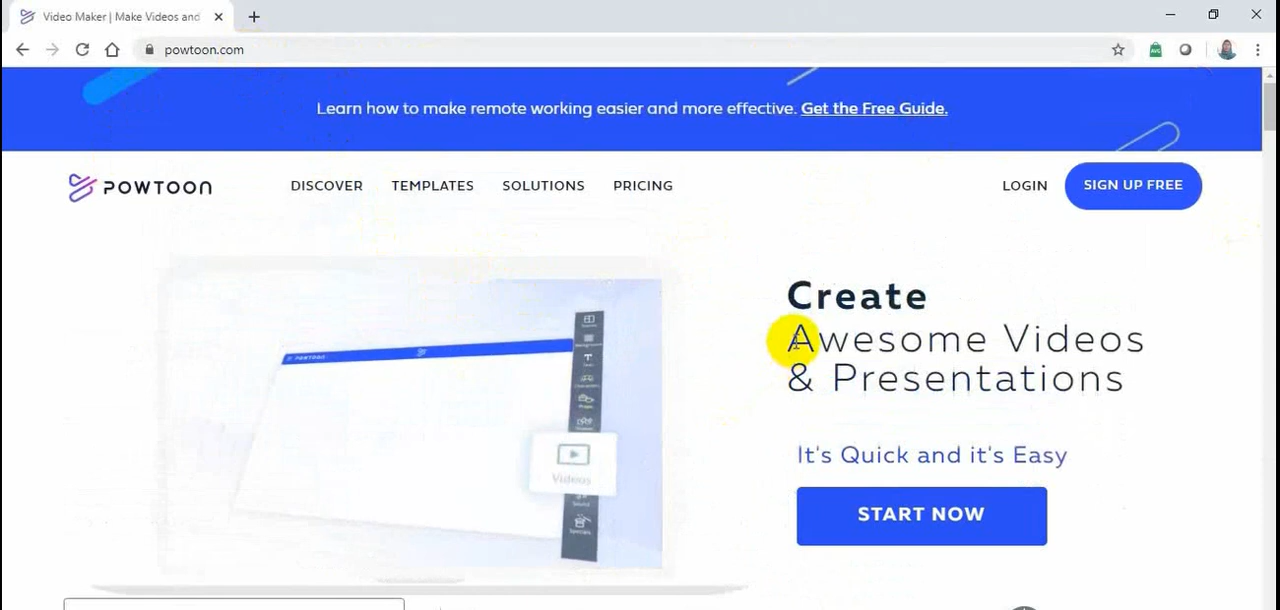 Video Maker | Make Videos and
powtoon.com
Learn how to make remote working easier and more effective. Get the Free Guide.
POWTOON
DISCOVER TEMPLATES SOLUTIONS PRICING
LOGIN SIGN UP FREE
Create
Awesome Videos
& Presentations
It's Quick and it's Easy
START NOW
POWTOON
Videos